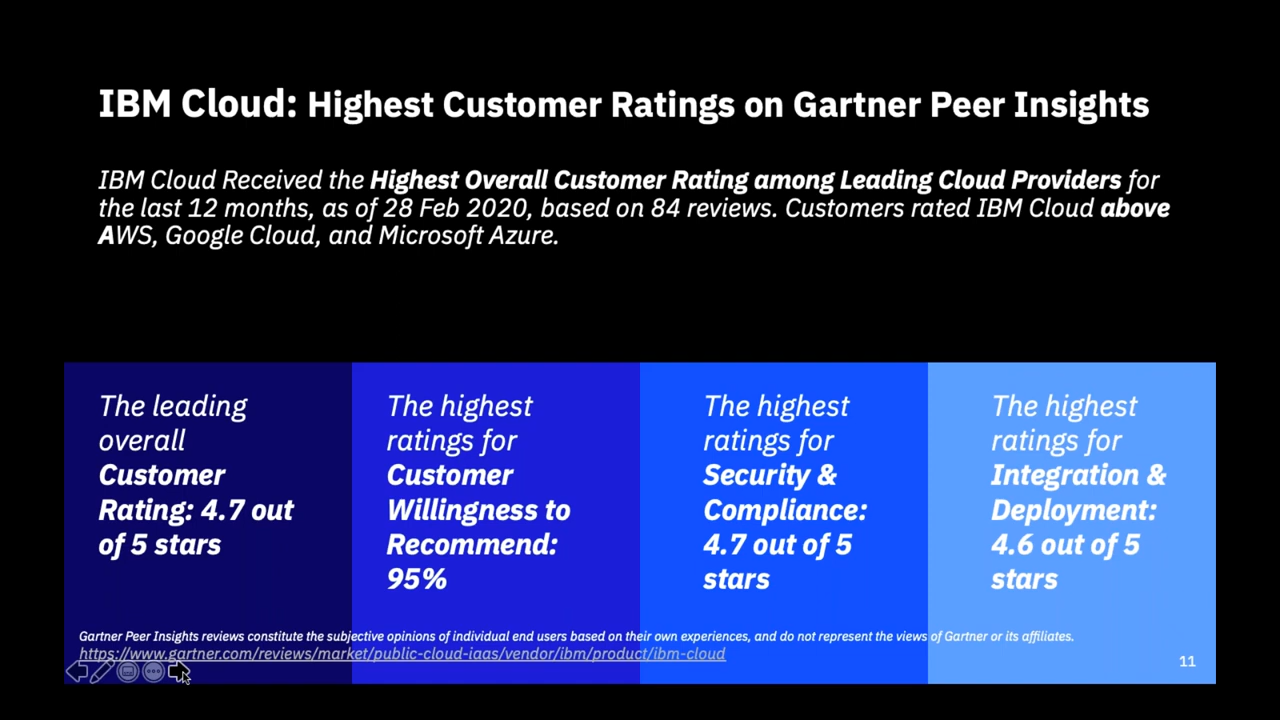 IBM Cloud: Highest Customer Ratings on Gartner Peer Insights
IBM Cloud Received the Highest Overall Customer Rating among Leading Cloud Providers for
the last 12 months, as of 28 Feb 2020, based on 84 reviews. Customers rated IBM Cloud above
AWS, Google Cloud, and Microsoft Azure.
The leading
overall
Customer
Rating: 4.7 out
of 5 stars
The highest
ratings for
Customer
Willingness to
Recommend:
95%
The highest
ratings for
Security &
Compliance:
4.7 out of 5
stars
The highest
ratings for
Integration &
Deployment:
4.6 out of 5
stars
Gartner Peer Insights reviews constitute the subjective opinions of individual end users based on their own experiences, and do not represent the views of Gartner or its affiliates.
https://www.gartner.com/reviews/market/public-cloud-iaas/vendor/ibm/product/ibm-cloud
11